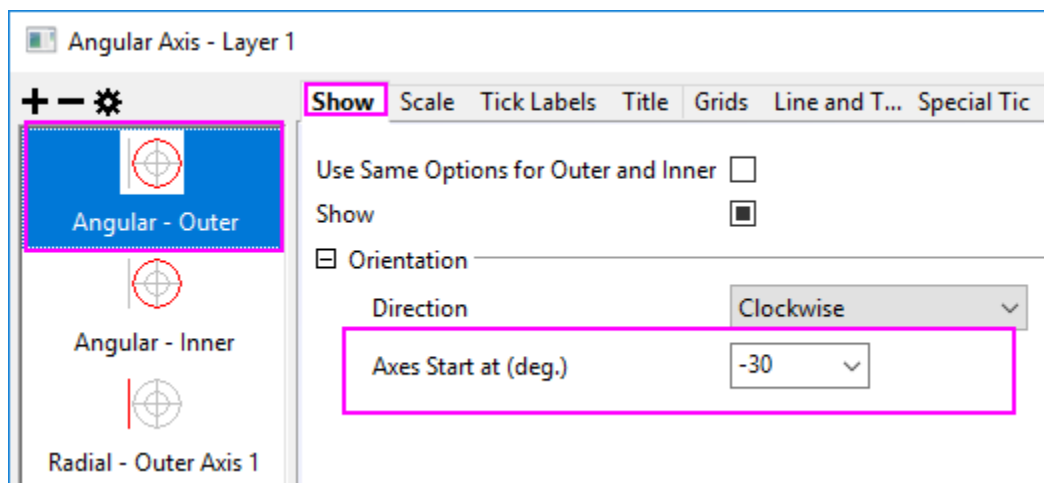 Angular Axis - Layer 1
Show Scale Tick Labels Title Grids Line and T... Special Tic
Use Same Options for Outer and Inner
Angular - Outer
Show
Orientation
Direction Clockwise
Angular - Inner
Axes Start at (deg.) -30
Radial - Outer Axis 1